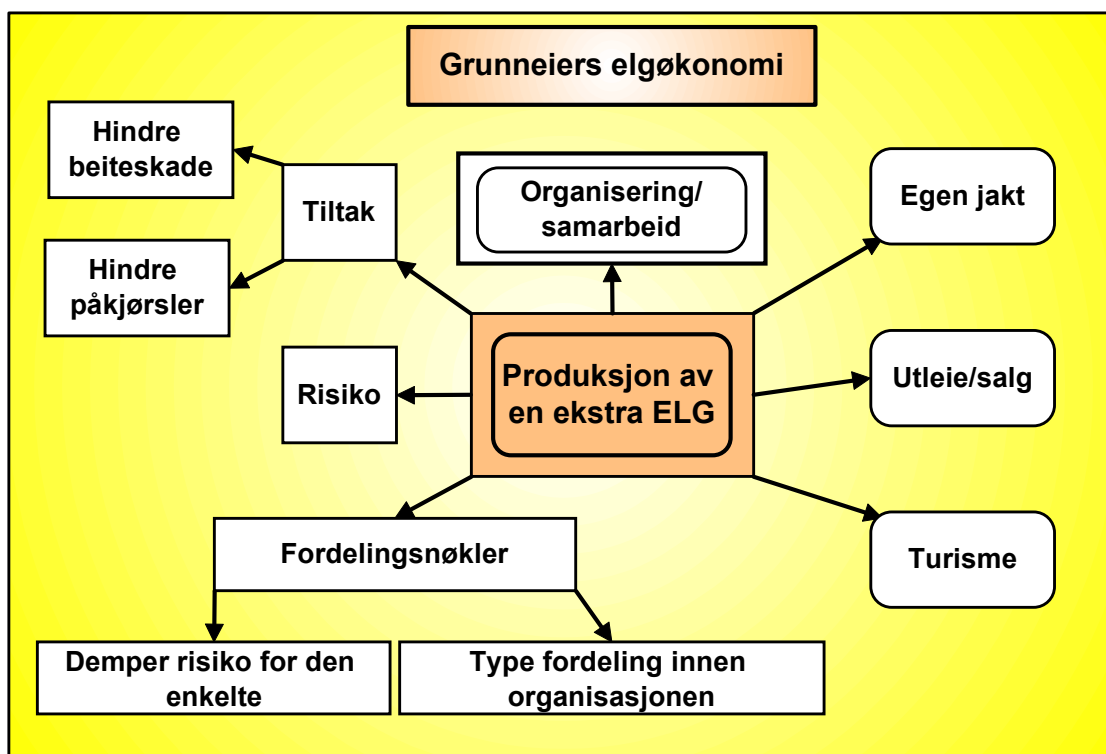 Grunneiers elgøkonomi
Hindre
beiteskade
Tiltak
Hindre
påkjørsler
Organisering/
samarbeid
Egen jakt
Risiko
Produksjon av
en ekstra ELG
Utleie/salg
Fordelingsnøkler
Turisme
Demper risiko for den
enkelte
Type fordeling innen
organisasjonen